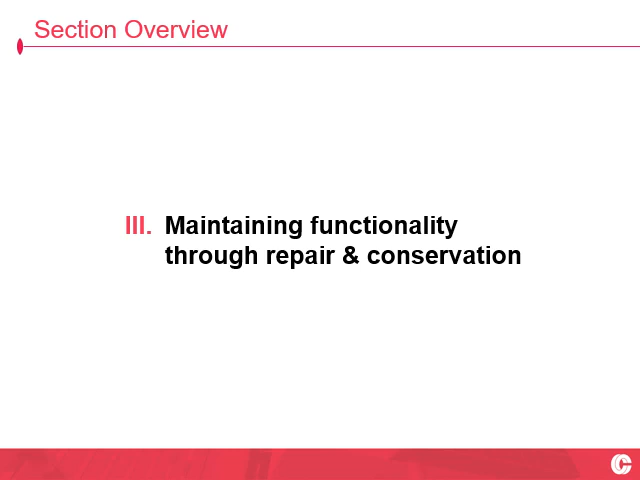 Section Overview
III. Maintaining functionality
through repair & conservation